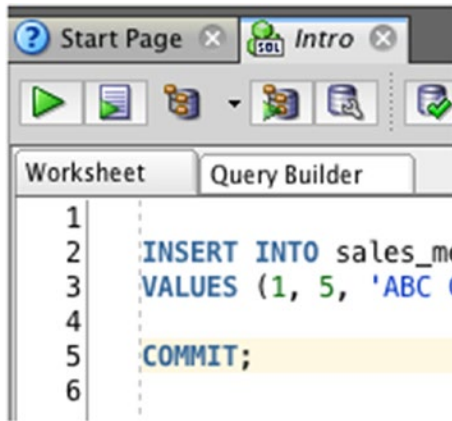 Start Page
Intro
SQL
Worksheet
Query Builder
1
2 INSERT INTO
3 VALUES (1, 5, 'ABC
4
5 COMMIT;
6